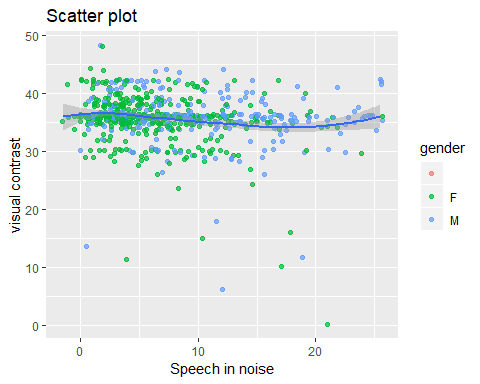 Scatter plot
50
40
30
20
10
0
visual contrast
0
10
20
Speech in noise
gender
F
M